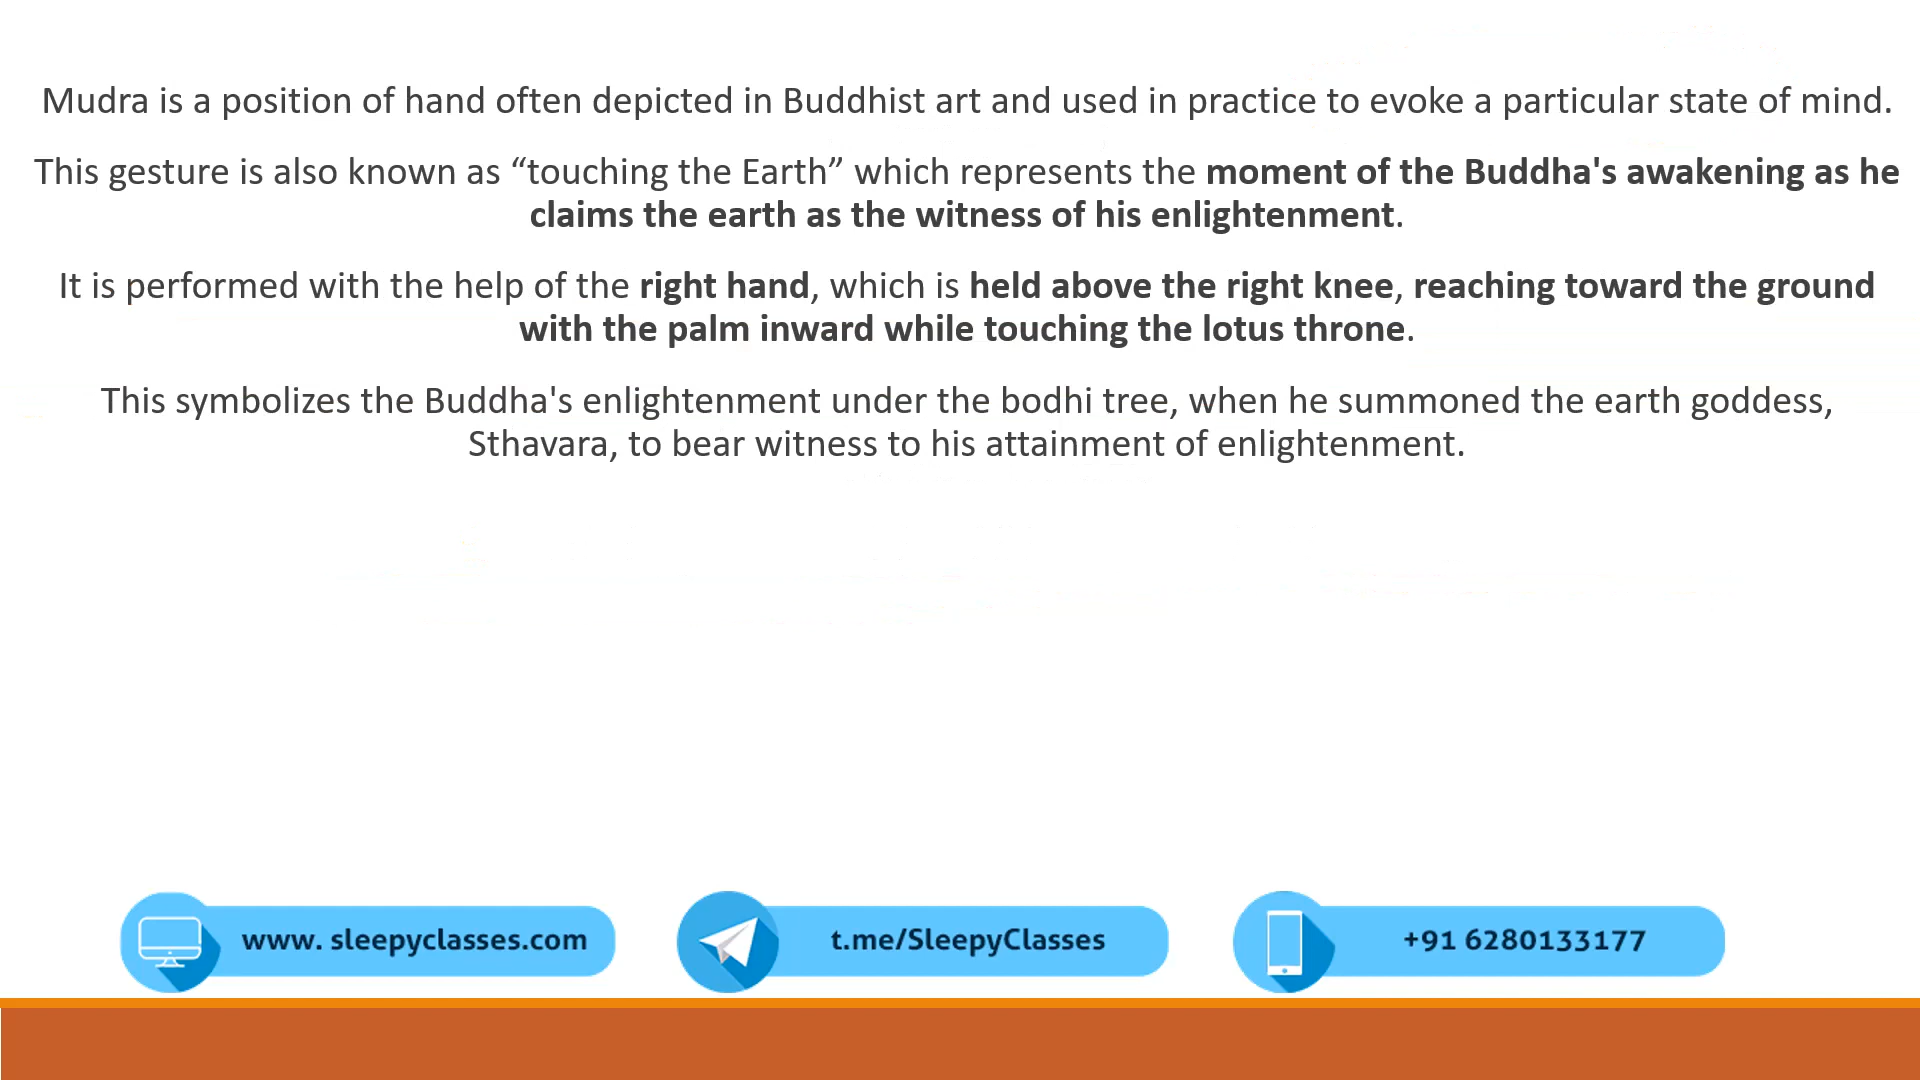 Mudra is a position of hand often depicted in Buddhist art and used in practice to evoke a particular state of mind.
This gesture is also known as “touching the Earth” which represents the moment of the Buddha's awakening as he
claims the earth as the witness of his enlightenment.
It is performed with the help of the right hand, which is held above the right knee, reaching toward the ground
with the palm inward while touching the lotus throne.
This symbolizes the Buddha's enlightenment under the bodhi tree, when he summoned the earth goddess,
Sthavara, to bear witness to his attainment of enlightenment.
www. sleepyclasses.com
t.me/SleepyClasses
+91 6280133177